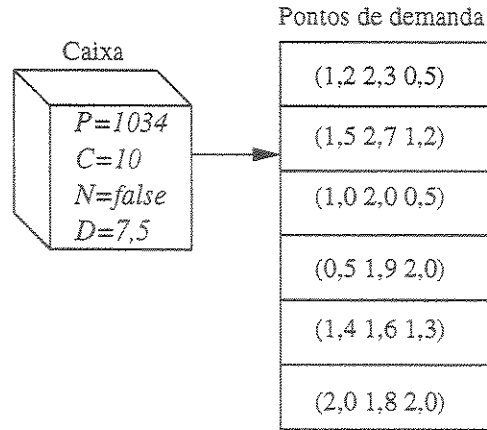 Pontos de demanda
Caixa
P=1034
C=10
N=false
D=7,5
(1,2 2,3 0,5)
(1,5 2,7 1,2)
(1,0 2,0 0,5)
(0,5 1,9 2,0)
(1,4 1,6 1,3)
(2,0 1,8 2,0)